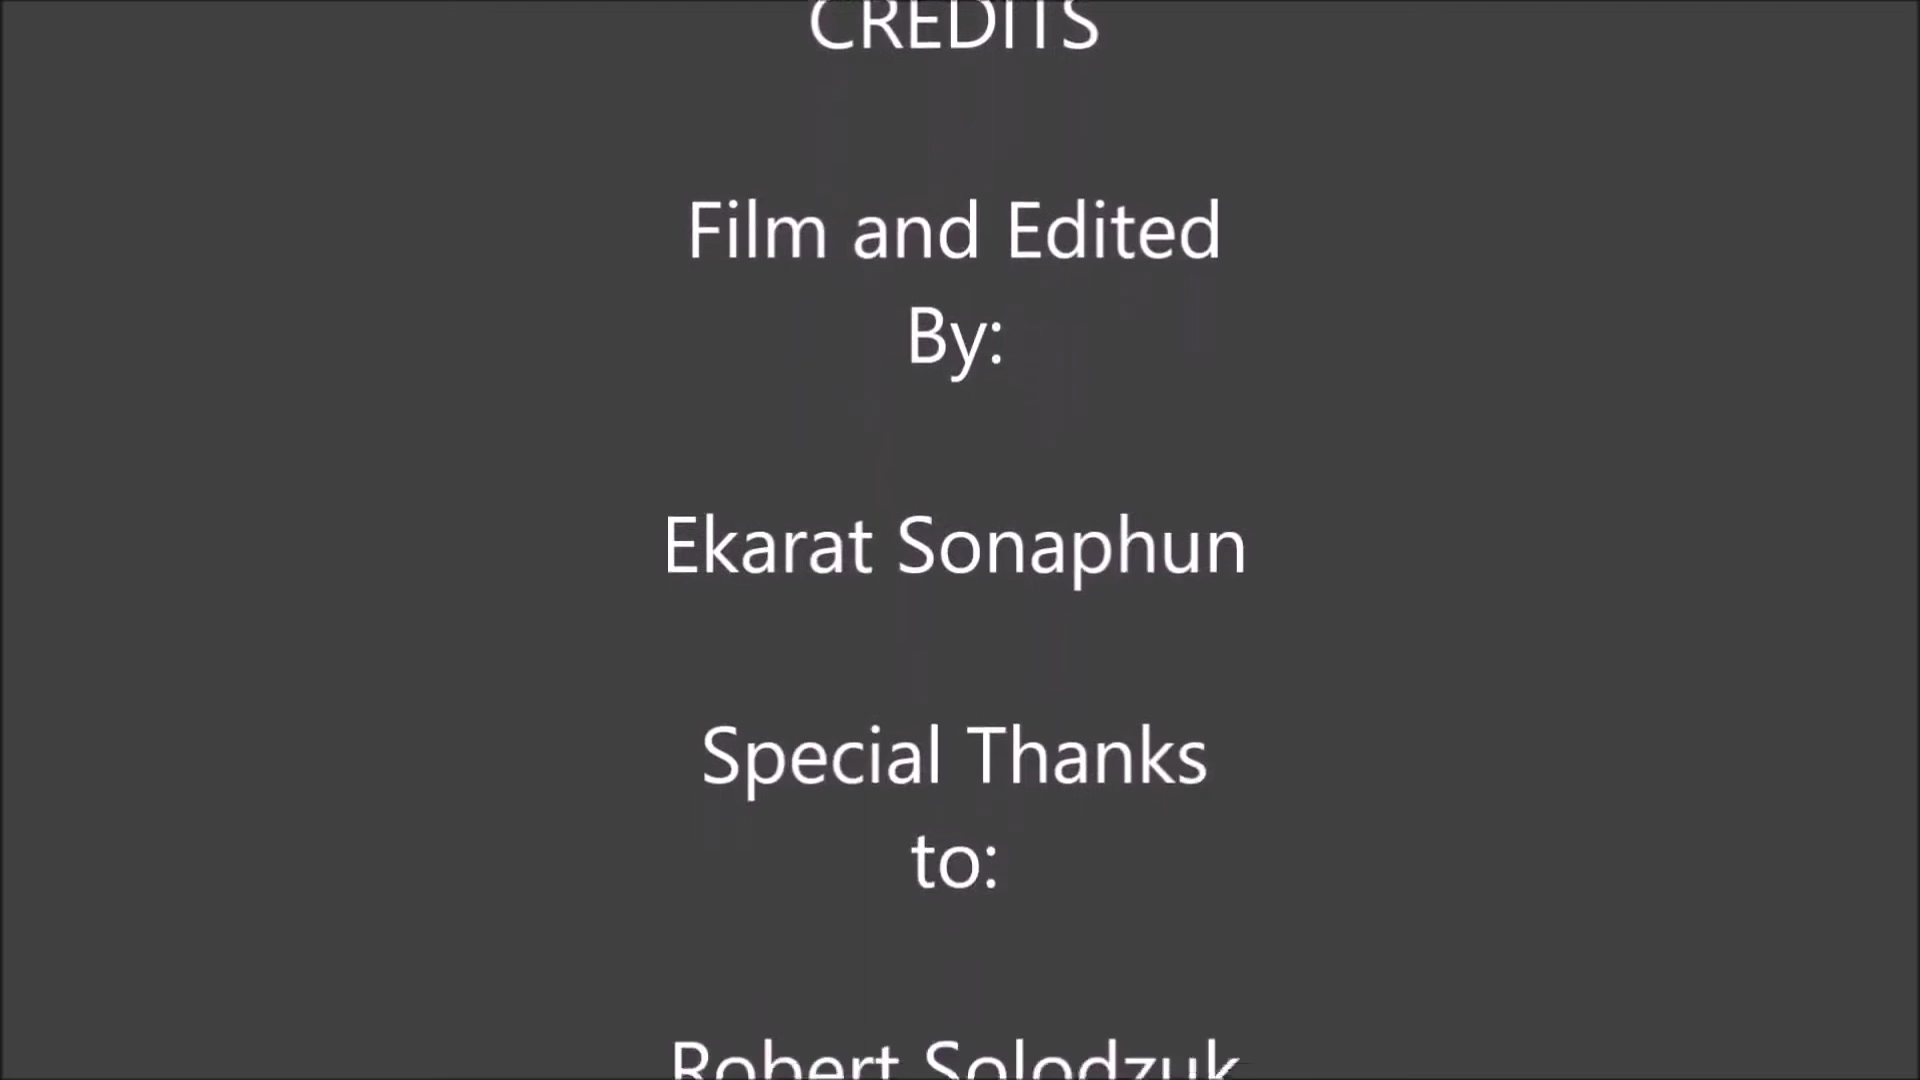 CREDITS
Film and Edited
By:
Ekarat Sonaphun
Special Thanks
to:
Robert Solodzuk